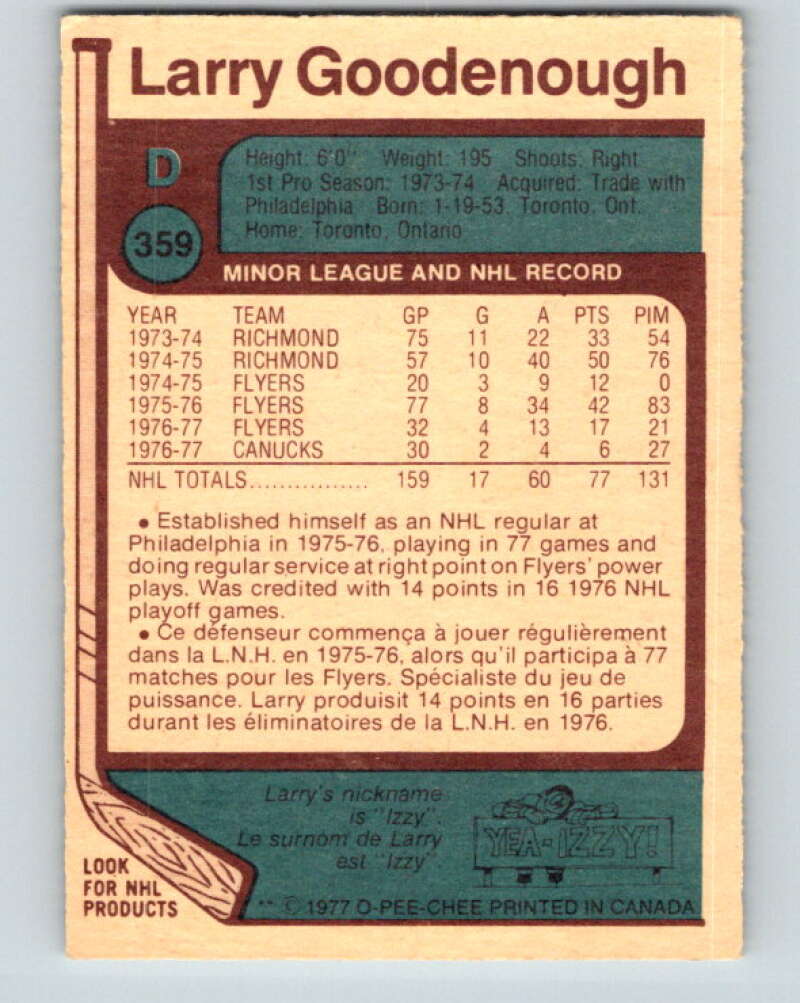 Larry Goodenough
D
359
Height: 6'0" Weight: 195 Shoots: Right
1st Pro Season: 1973-74 Acquired: Trade with
Philadelphia Born: 1-19-53, Toronto, Ont.
Home: Toronto, Ontario
MINOR LEAGUE AND NHL RECORD
YEAR TEAM GP G A PTS PIM
1973-74 RICHMOND 75 11 22 33 54
1974-75 RICHMOND 57 10 40 50 76
1974-75 FLYERS 20 3 9 12 0
1975-76 FLYERS 77 8 34 42 83
1976-77 FLYERS 32 4 13 17 21
1976-77 CANUCKS 30 2 4 6 27
NHL TOTALS................ 159 17 60 77 131
• Established himself as an NHL regular at
Philadelphia in 1975-76, playing in 77 games and
doing regular service at right point on Flyers' power
plays. Was credited with 14 points in 16 1976 NHL
playoff games.
• Ce défenseur commença à jouer régulièrement
dans la L.N.H. en 1975-76, alors qu'il participa à 77
matches pour les Flyers. Spécialiste du jeu de
puissance. Larry produisit 14 points en 16 parties
durant les éliminatoires de la L.N.H. en 1976.
Larry's nickname
is "Izzy".
Le surnom de Larry
est "Izzy"
YEA-IZZY!
LOOK
FOR NHL
PRODUCTS
** © 1977 O-PEE-CHEE PRINTED IN CANADA